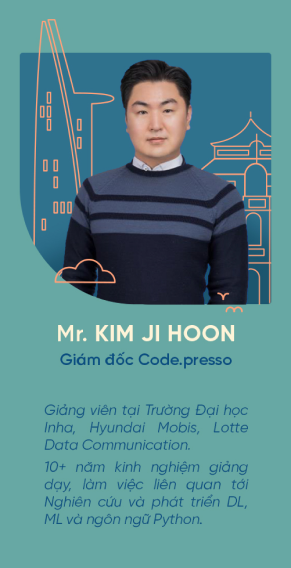 Mr. KIM JI HOON
Giám đốc Code.presso
Giảng viên tại Trường Đại học
Inha, Hyundai Mobis, Lotte
Data Communication.
10+ năm kinh nghiệm giảng
dạy, làm việc liên quan tới
Nghiên cứu và phát triển DL,
ML và ngôn ngữ Python.